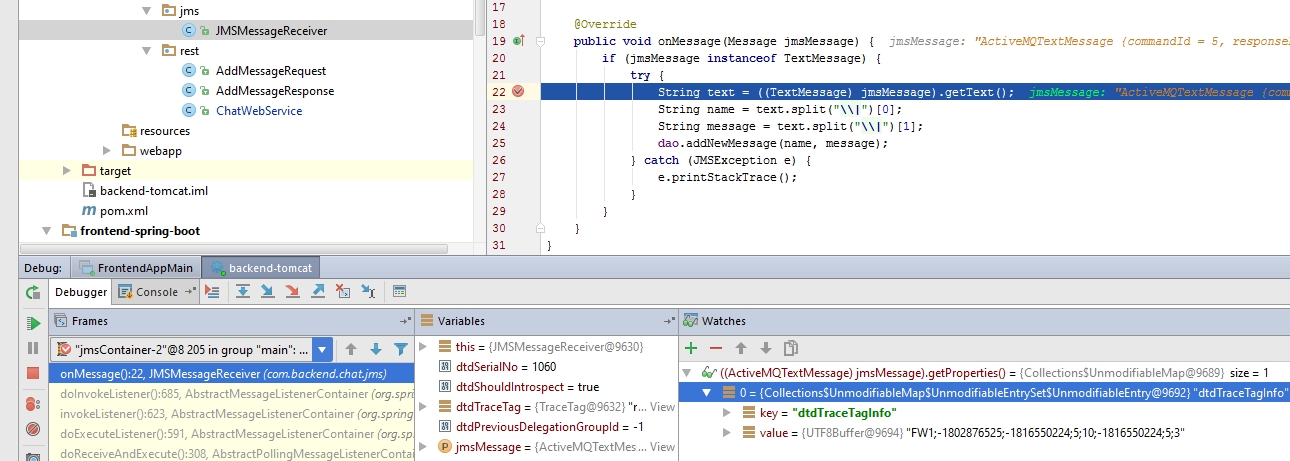 jms
JMSMessageReceiver
rest
AddMessageRequest
AddMessageResponse
ChatWebService
resources
webapp
target
backend-tomcat.iml
pom.xml
frontend-spring-boot
17
18 @Override
19 public void onMessage(Message jmsMessage) { jmsMessage: "ActiveMQTextMessage {commandId = 5, response
20 if (jmsMessage instanceof TextMessage) {
21 try {
22 String text = ((TextMessage) jmsMessage).getText(); jmsMessage: "ActiveMQTextMessage {com
23 String name = text.split("\\|")[0];
24 String message = text.split("\\|")[1];
25 dao.addNewMessage(name, message);
26 } catch (JMSException e) {
27 e.printStackTrace();
28 }
29 }
30 }
31 }
Debug: FrontendAppMain backend-tomcat
Debugger Console
Frames
"jmsContainer-2"@8 205 in group "main": ...
onMessage():22, JMSMessageReceiver (com.backend.chat.jms)
doInvokeListener():685, AbstractMessageListenerContainer (org.spring
invokeListener():623, AbstractMessageListenerContainer (org.spr
doExecuteListener():591, AbstractMessageListenerContainer (org.sp
doReceiveAndExecute():308, AbstractPollingMessageListenerContai
Variables
this = {JMSMessageReceiver@9630}
dtdSerialNo = 1060
dtdShouldIntrospect = true
dtdTraceTag = {TraceTag@9632} "r... View
dtdPreviousDelegationGroupId = -1
jmsMessage = {ActiveMQTextMes... View
Watches
((ActiveMQTextMessage) jmsMessage).getProperties() = {Collections$UnmodifiableMap@9689} size = 1
0 = {Collections$UnmodifiableMap$UnmodifiableEntrySet$UnmodifiableEntry@9692} "dtdTraceTagInfo"
key = "dtdTraceTagInfo"
value = {UTF8Buffer@9694} "FW1;-1802876525;-1816550224;5;10;-1816550224;5;3"